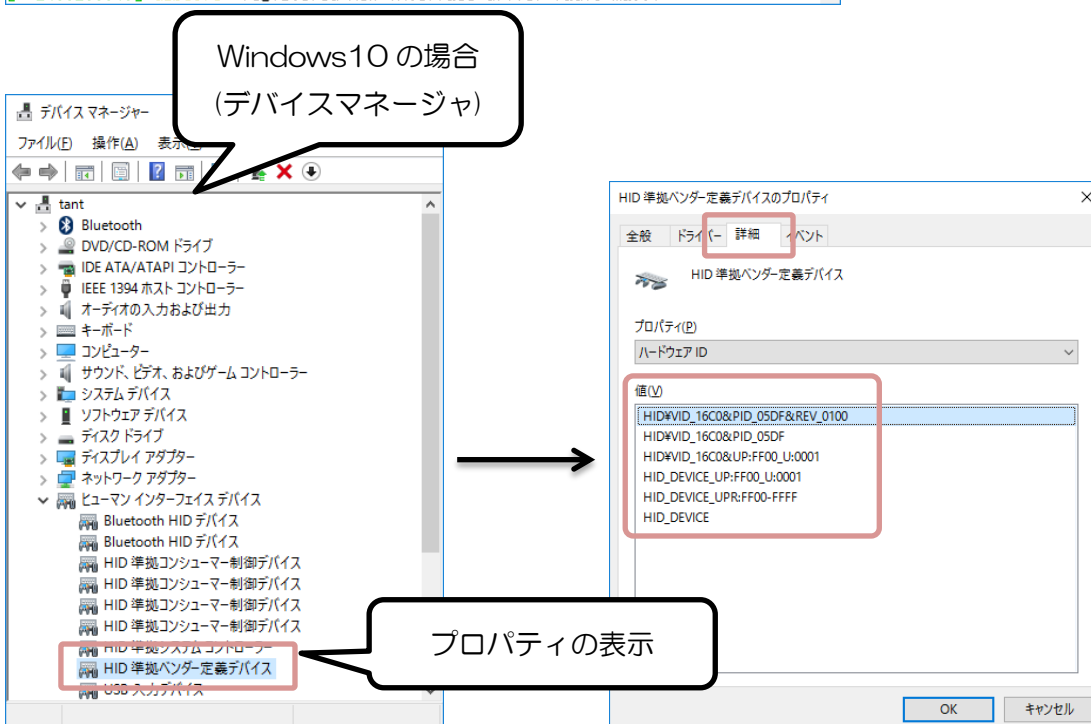 Windows10 の場合
(デバイスマネージャ)
デバイス マネージャー
ファイル(F) 操作(A)
tant
Bluetooth
DVD/CD-ROM ドライブ
IDE ATA/ATAPI コントローラー
IEEE 1394 ホスト コントローラー
オーディオの入力および出力
キーボード
コンピューター
サウンド、ビデオ、およびゲーム コントローラー
システム デバイス
ソフトウェア デバイス
ディスク ドライブ
ディスプレイ アダプター
ネットワーク アダプター
ヒューマン インターフェイス デバイス
Bluetooth HID デバイス
Bluetooth HID デバイス
HID 準拠コンシューマー制御デバイス
HID 準拠コンシューマー制御デバイス
HID 準拠コンシューマー制御デバイス
HID 準拠コンシューマー制御デバイス
HID 準拠システム コントローラー
HID 準拠ベンダー定義デバイス
USB 入力デバイス
プロパティの表示
HID 準拠ベンダー定義デバイスのプロパティ
全般 ドライバー 詳細 イベント
HID 準拠ベンダー定義デバイス
プロパティ(P)
ハードウェア ID
値(V)
HID¥VID_16C0&PID_05DF&REV_0100
HID¥VID_16C0&PID_05DF
HID¥VID_16C0&UP:FF00_U:0001
HID_DEVICE_UP:FF00_U:0001
HID_DEVICE_UPR:FF00-FFFF
HID_DEVICE
OK キャンセル